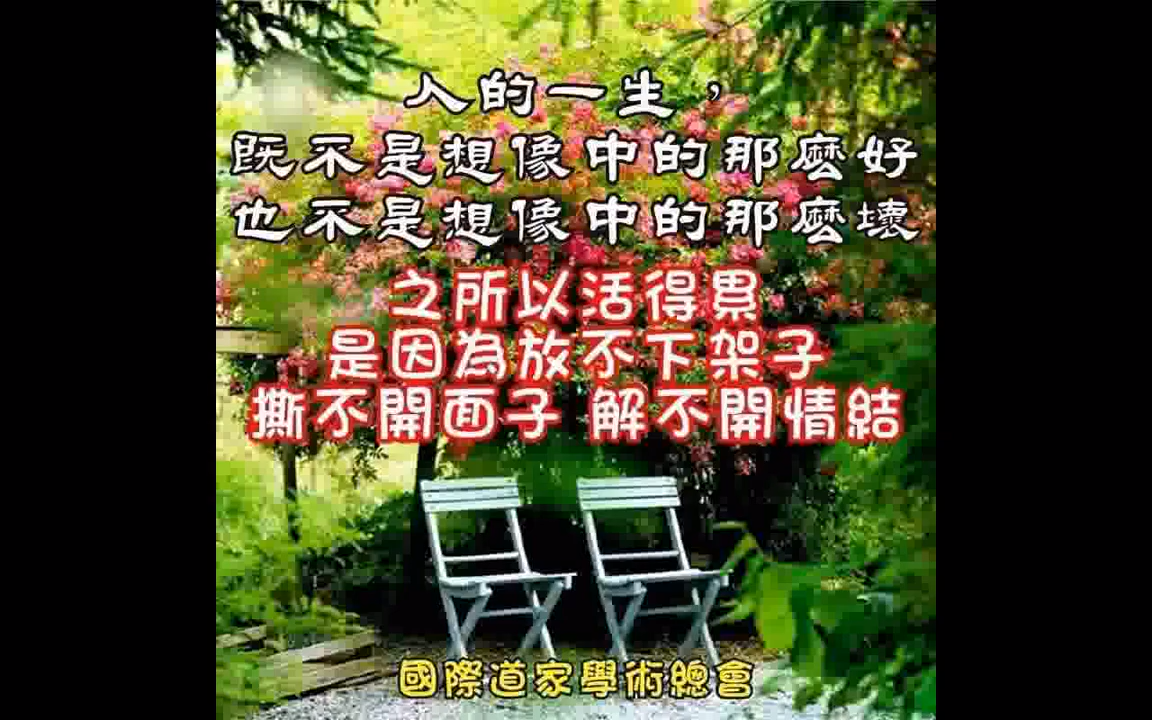 人的一生，
既不是想像中的那麼好
也不是想像中的那麼壞
之所以活得累
是因為放不下架子
撕不開面子 解不開情結
國際道家學術總會